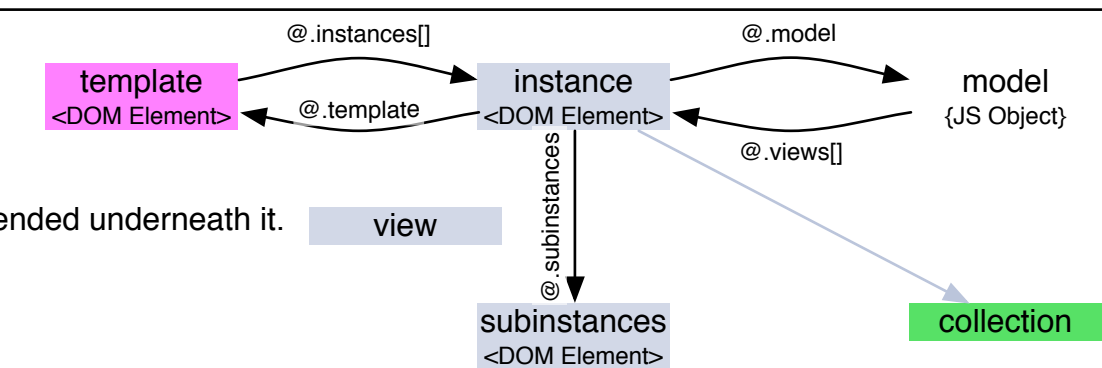 @.instances[]
@.model
template
<DOM Element>
@.template
instance
<DOM Element>
model
{JS Object}
@.views[]
ended underneath it.
view
@.subinstances
subinstances
<DOM Element>
collection